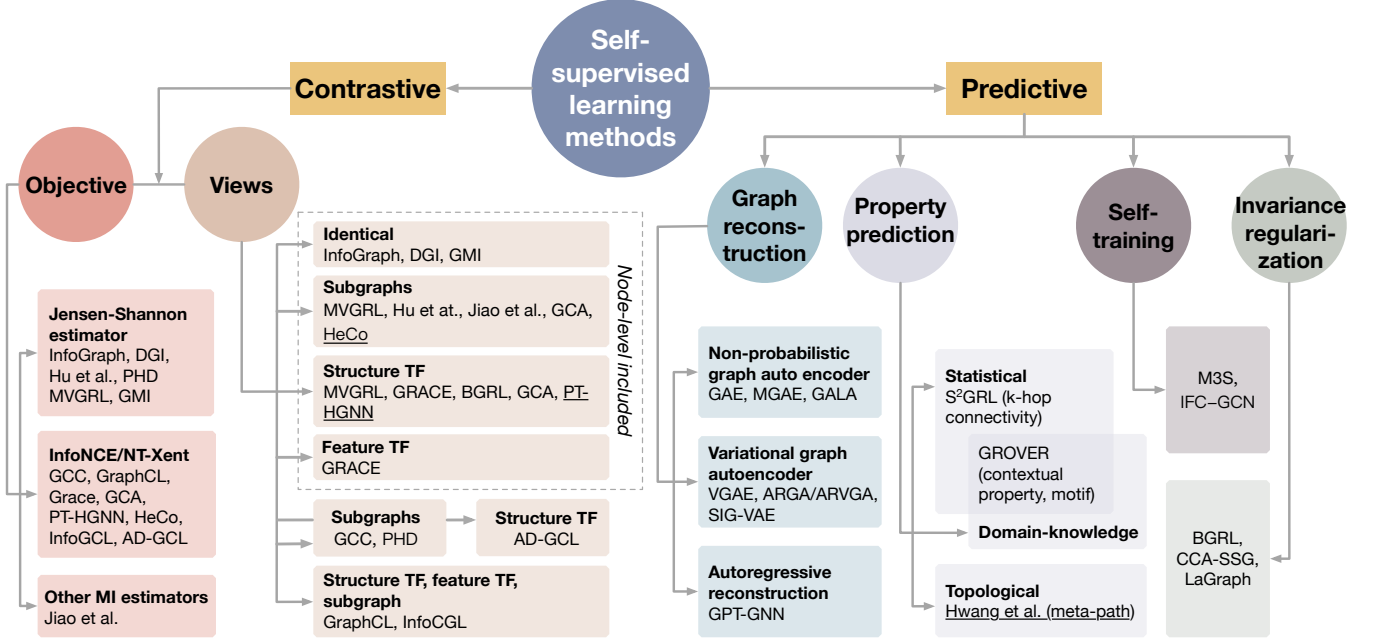 Self-
supervised
learning
methods
Contrastive
Predictive
Objective
Views
Jensen-Shannon
estimator
InfoGraph, DGI,
Hu et al., PHD
MVGRL, GMI
InfoNCE/NT-Xent
GCC, GraphCL,
Grace, GCA,
PT-HGNN, HeCo,
InfoGCL, AD-GCL
Other MI estimators
Jiao et al.
Identical
InfoGraph, DGI, GMI
Subgraphs
MVGRL, Hu et at., Jiao et al., GCA,
HeCo
Structure TF
MVGRL, GRACE, BGRL, GCA, PT-
HGNN
Feature TF
GRACE
Node-level included
Subgraphs
GCC, PHD
Structure TF
AD-GCL
Structure TF, feature TF,
subgraph
GraphCL, InfoCGL
Graph
recons-
truction
Property
prediction
Self-
training
Invariance
regulari-
zation
Non-probabilistic
graph auto encoder
GAE, MGAE, GALA
Variational graph
autoencoder
VGAE, ARGA/ARVGA,
SIG-VAE
Autoregressive
reconstruction
GPT-GNN
Statistical
S²GRL (k-hop
connectivity)
GROVER
(contextual
property, motif)
Domain-knowledge
Topological
Hwang et al. (meta-path)
M3S,
IFC–GCN
BGRL,
CCA-SSG,
LaGraph